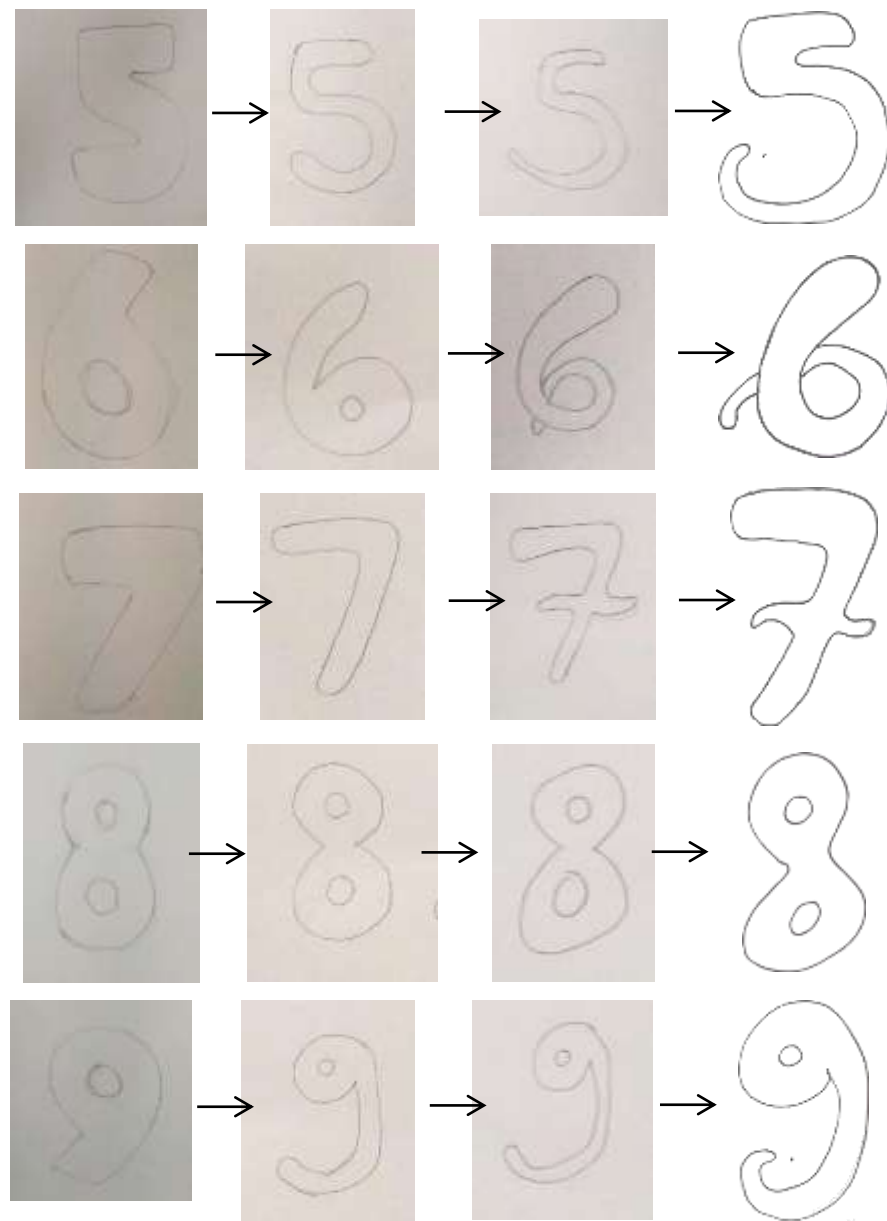 5 → 5 → 5 → 5
6 → 6 → 6 → 6
7 → 7 → 7 → 7
8 → 8 → 8 → 8
9 → 9 → 9 → 9